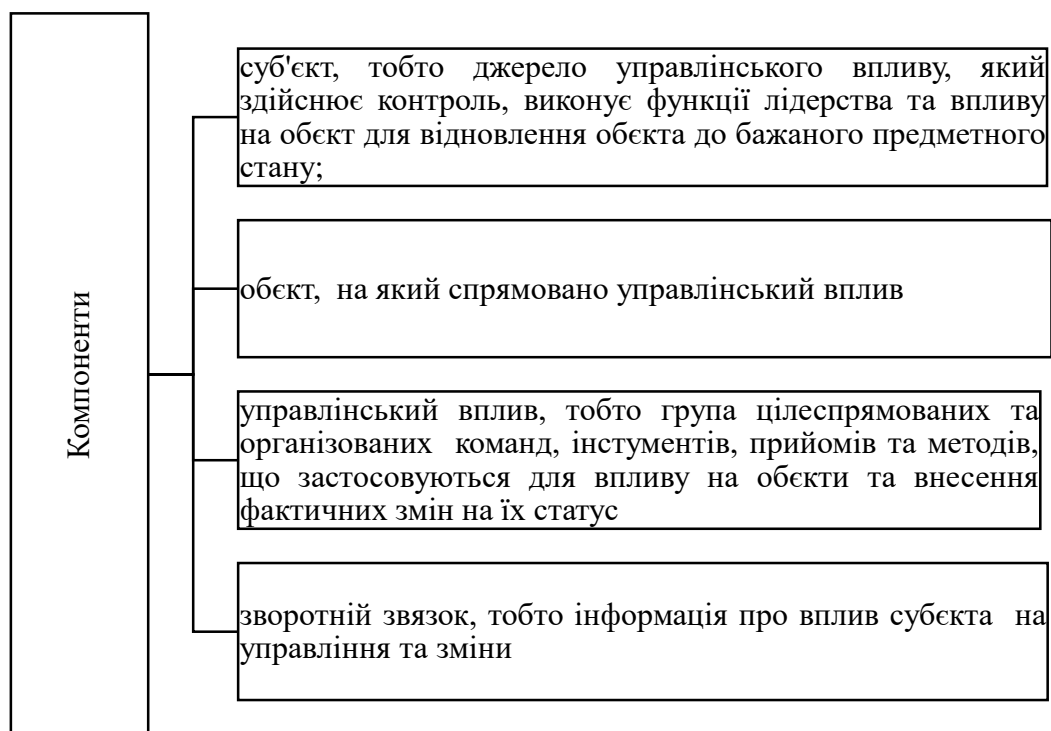 Компоненти
суб'єкт, тобто джерело управлінського впливу, який
здійснює контроль, виконує функції лідерства та впливу
на обєкт для відновлення обєкта до бажаного предметного
стану;
обєкт, на який спрямовано управлінський вплив
управлінський вплив, тобто група цілеспрямованих та
організованих команд, інстументів, прийомів та методів,
що застосовуються для впливу на обєкти та внесення
фактичних змін на їх статус
зворотній звязок, тобто інформація про вплив субєкта на
управління та зміни